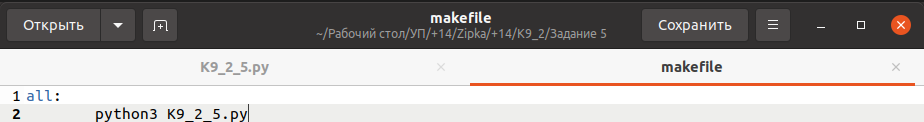 Открыть
makefile
~/Рабочий стол/УП/+14/Zipka/+14/K9_2/Задание 5
Сохранить
K9_2_5.py
makefile
1 all:
2 python3 K9_2_5.py